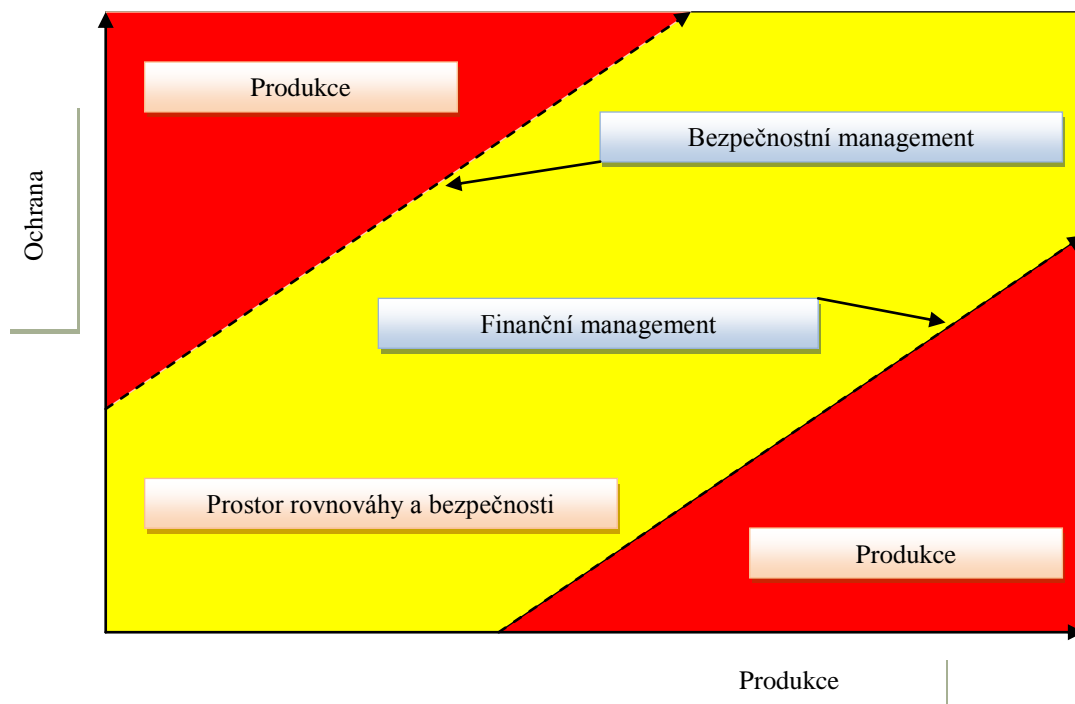 Produkce
Bezpečnostní management
Ochrana
Finanční management
Prostor rovnováhy a bezpečnosti
Produkce
Produkce